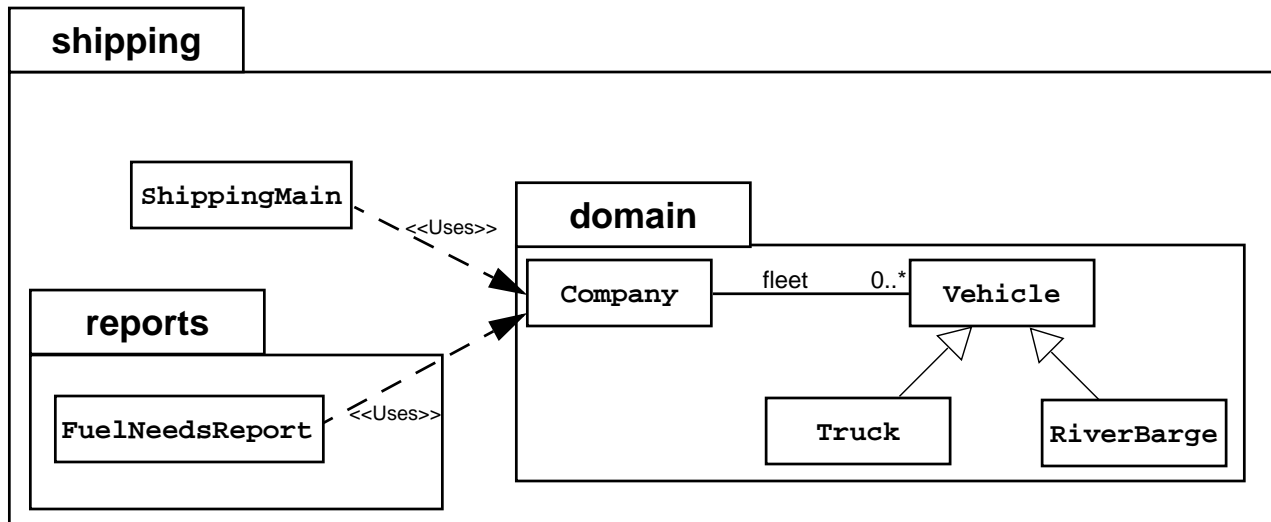 shipping
ShippingMain
<<Uses>>
domain
Company
fleet
0..*
Vehicle
reports
FuelNeedsReport
<<Uses>>
Truck
RiverBarge